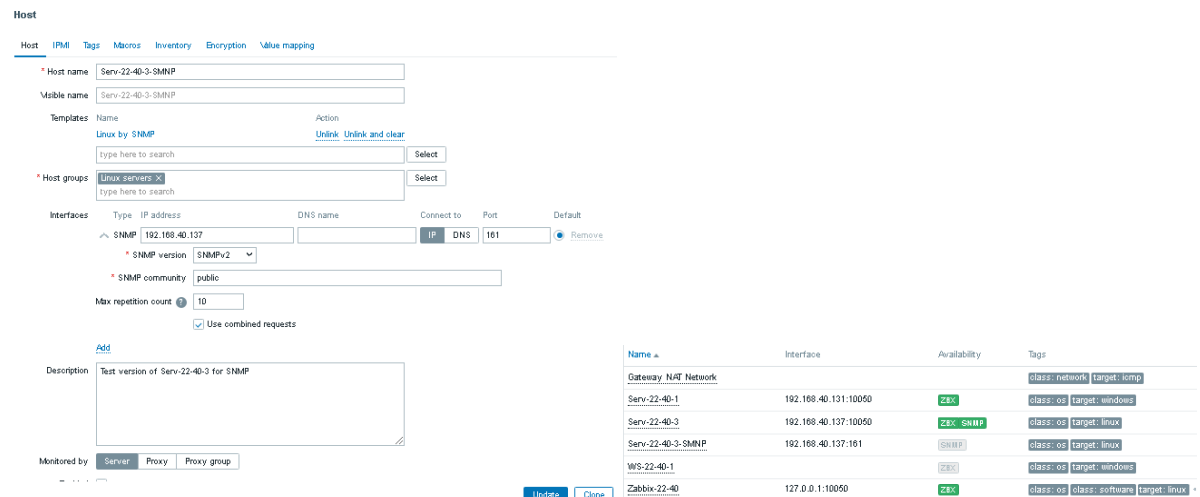 Host
Host IPMI Tags Macros Inventory Encryption Value mapping
* Host name Serv-22-40-3-SMNP
Visible name Serv-22-40-3-SMNP
Templates Name Action
Linux by SNMP Unlink Unlink and clear
type here to search Select
* Host groups Linux servers × Select
type here to search
Interfaces Type IP address DNS name Connect to Port Default
SNMP 192.168.40.137 IP DNS 161 Remove
* SNMP version SNMPv2
* SNMP community public
Max repetition count ? 10
Use combined requests
Add
Description Test version of Serv-22-40-3 for SNMP
Monitored by Server Proxy Proxy group
Update Clone
Name Interface Availability Tags
Gateway NAT Network class: network target: icmp
Serv-22-40-1 192.168.40.131:10050 ZBX class: os target: windows
Serv-22-40-3 192.168.40.137:10050 ZBX SNMP class: os target: linux
Serv-22-40-3-SMNP 192.168.40.137:161 SNMP class: os target: linux
WS-22-40-1 ZBX class: os target: windows
Zabbix-22-40 127.0.0.1:10050 ZBX class: os class: software target: linux